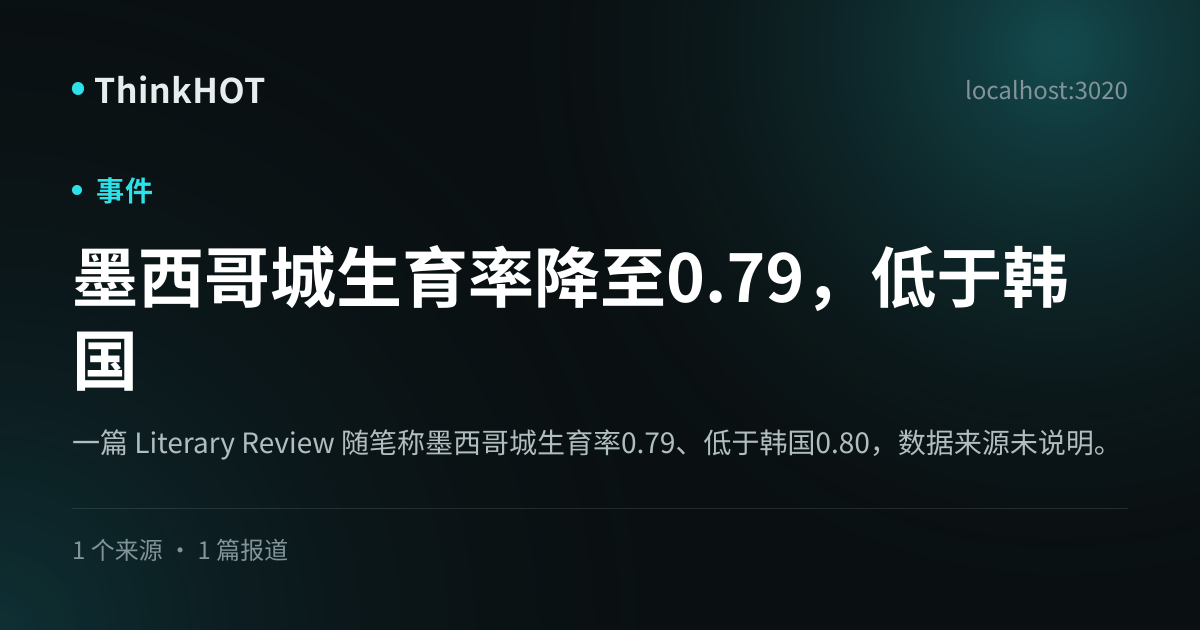 ThinkHOT
localhost:3020
事件
墨西哥城生育率降至0.79，低于韩
国
一篇 Literary Review 随笔称墨西哥城生育率0.79、低于韩国0.80，数据来源未说明。
1 个来源 · 1 篇报道